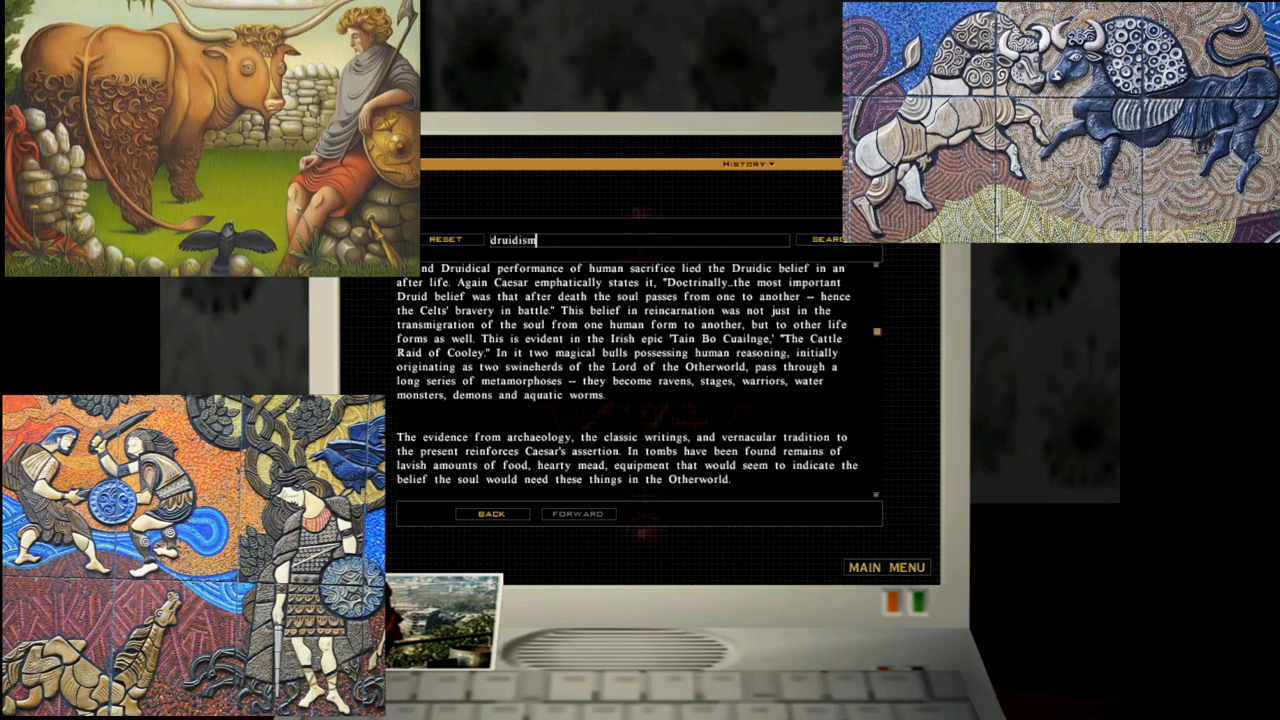 HISTORY
RESET
druidism
nd Druidical performance of human sacrifice lied the Druidic belief in an
after life. Again Caesar emphatically states it, "Doctrinally...the most important
Druid belief was that after death the soul passes from one to another -- hence
the Celts' bravery in battle." This belief in reincarnation was not just in the
transmigration of the soul from one human form to another, but to other life
forms as well. This is evident in the Irish epic 'Tain Bo Cuailnge,' "The Cattle
Raid of Cooley." In it two magical bulls possessing human reasoning, initially
originating as two swineherds of the Lord of the Otherworld, pass through a
long series of metamorphoses -- they become ravens, stages, warriors, water
monsters, demons and aquatic worms.
The evidence from archaeology, the classic writings, and vernacular tradition to
the present reinforces Caesar's assertion. In tombs have been found remains of
lavish amounts of food, hearty mead, equipment that would seem to indicate the
belief the soul would need these things in the Otherworld.
BACK FORWARD
MAIN MENU